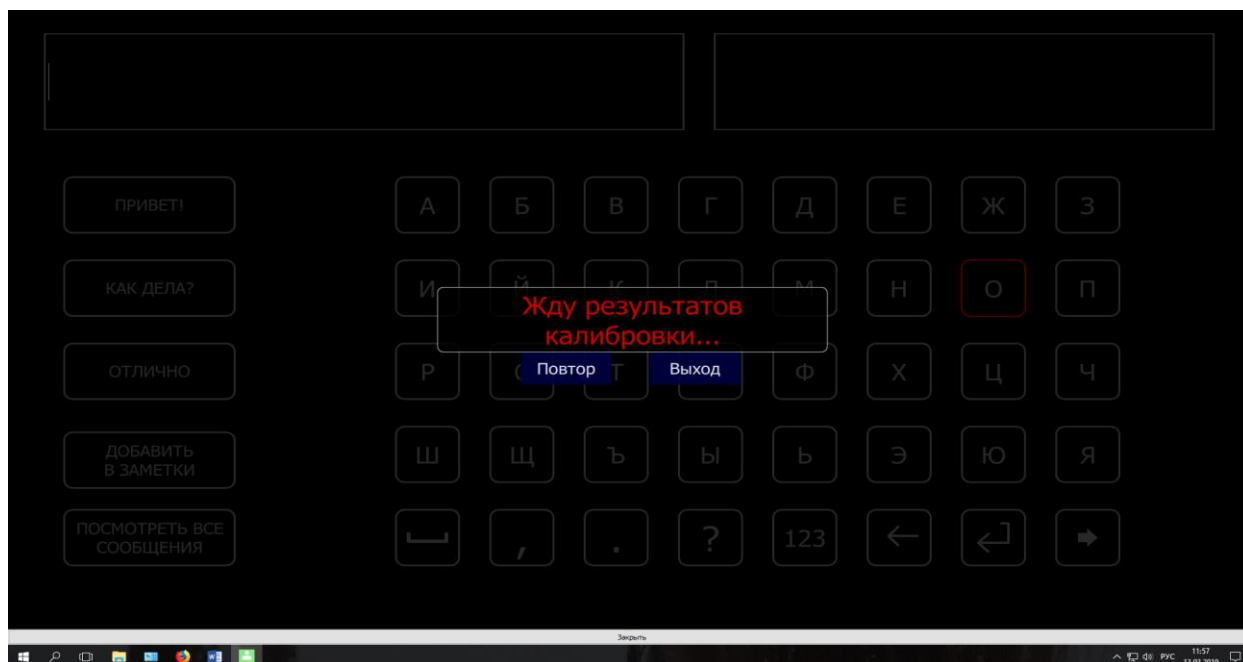 ПРИВЕТ!
А Б В Г Д Е Ж З
КАК ДЕЛА?
И Й К Л М Н О П
Жду результатов
калибровки...
ОТЛИЧНО
Р С Т Ф Х Ц Ч
Повтор Выход
ДОБАВИТЬ
В ЗАМЕТКИ
Ш Щ Ъ Ы Ь Э Ю Я
ПОСМОТРЕТЬ ВСЕ
СООБЩЕНИЯ
, . ? 123
Закрыть
РУС 11:57